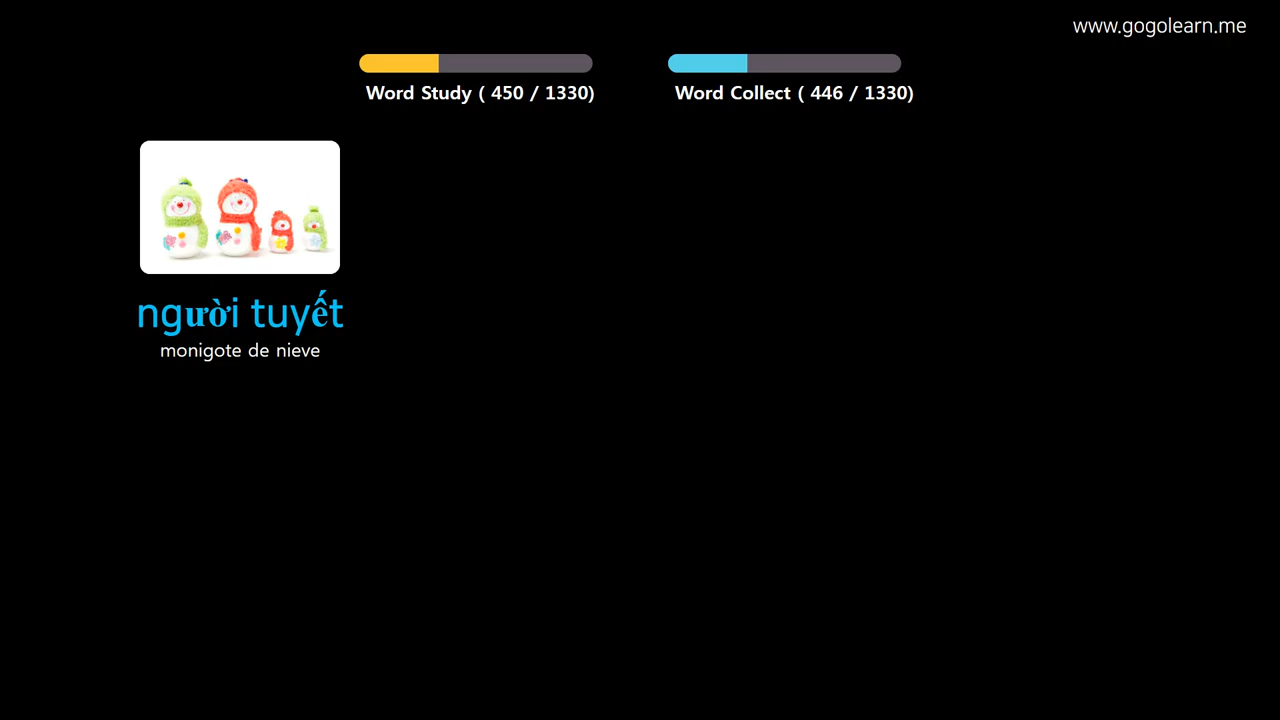 www.gogolearn.me
Word Study ( 450 / 1330)
Word Collect ( 446 / 1330)
người tuyết
monigote de nieve